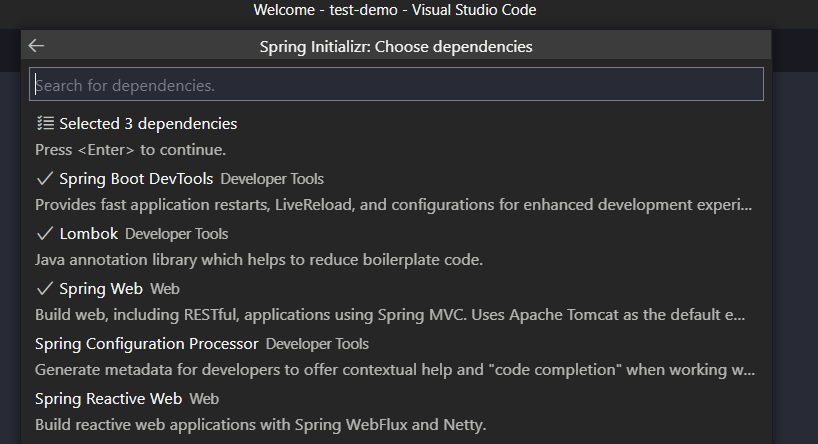 Welcome - test-demo - Visual Studio Code
Spring Initializr: Choose dependencies
Search for dependencies.
Selected 3 dependencies
Press <Enter> to continue.
Spring Boot DevTools Developer Tools
Provides fast application restarts, LiveReload, and configurations for enhanced development experi...
Lombok Developer Tools
Java annotation library which helps to reduce boilerplate code.
Spring Web Web
Build web, including RESTful, applications using Spring MVC. Uses Apache Tomcat as the default e...
Spring Configuration Processor Developer Tools
Generate metadata for developers to offer contextual help and "code completion" when working w...
Spring Reactive Web Web
Build reactive web applications with Spring WebFlux and Netty.